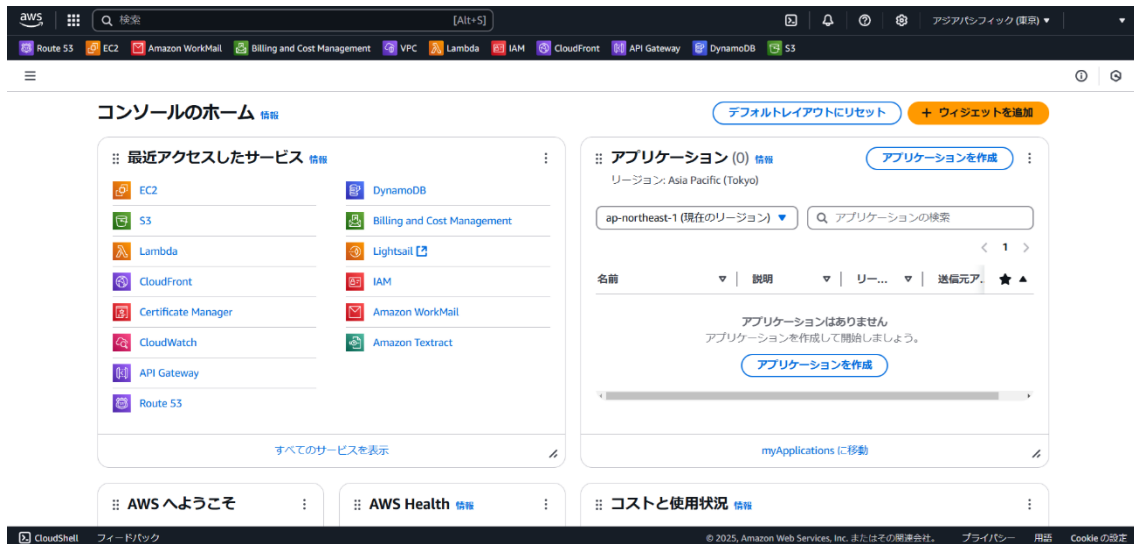 aws 検索 [Alt+S] アジアパシフィック (東京)
Route 53 EC2 Amazon WorkMail Billing and Cost Management VPC Lambda IAM CloudFront API Gateway DynamoDB S3
コンソールのホーム 情報 デフォルトレイアウトにリセット + ウィジェットを追加
最近アクセスしたサービス 情報
EC2 DynamoDB
S3 Billing and Cost Management
Lambda Lightsail
CloudFront IAM
Certificate Manager Amazon WorkMail
CloudWatch Amazon Textract
API Gateway
Route 53
すべてのサービスを表示
アプリケーション (0) 情報 アプリケーションを作成
リージョン: Asia Pacific (Tokyo)
ap-northeast-1 (現在のリージョン) アプリケーションの検索
1
名前 説明 リー... 送信元ア.
アプリケーションはありません
アプリケーションを作成して開始しましょう。
アプリケーションを作成
myApplications に移動
AWS へようこそ AWS Health 情報 コストと使用状況 情報
CloudShell フィードバック © 2025, Amazon Web Services, Inc. またはその関連会社。 プライバシー 用語 Cookie の設定